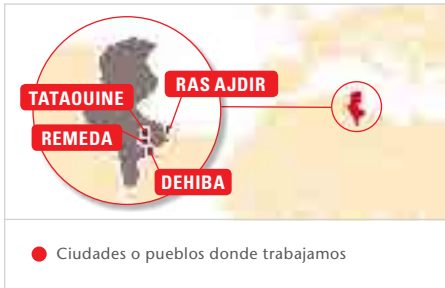 RAS AJDIR
TATAOUINE
REMEDA
DEHIBA
Ciudades o pueblos donde trabajamos